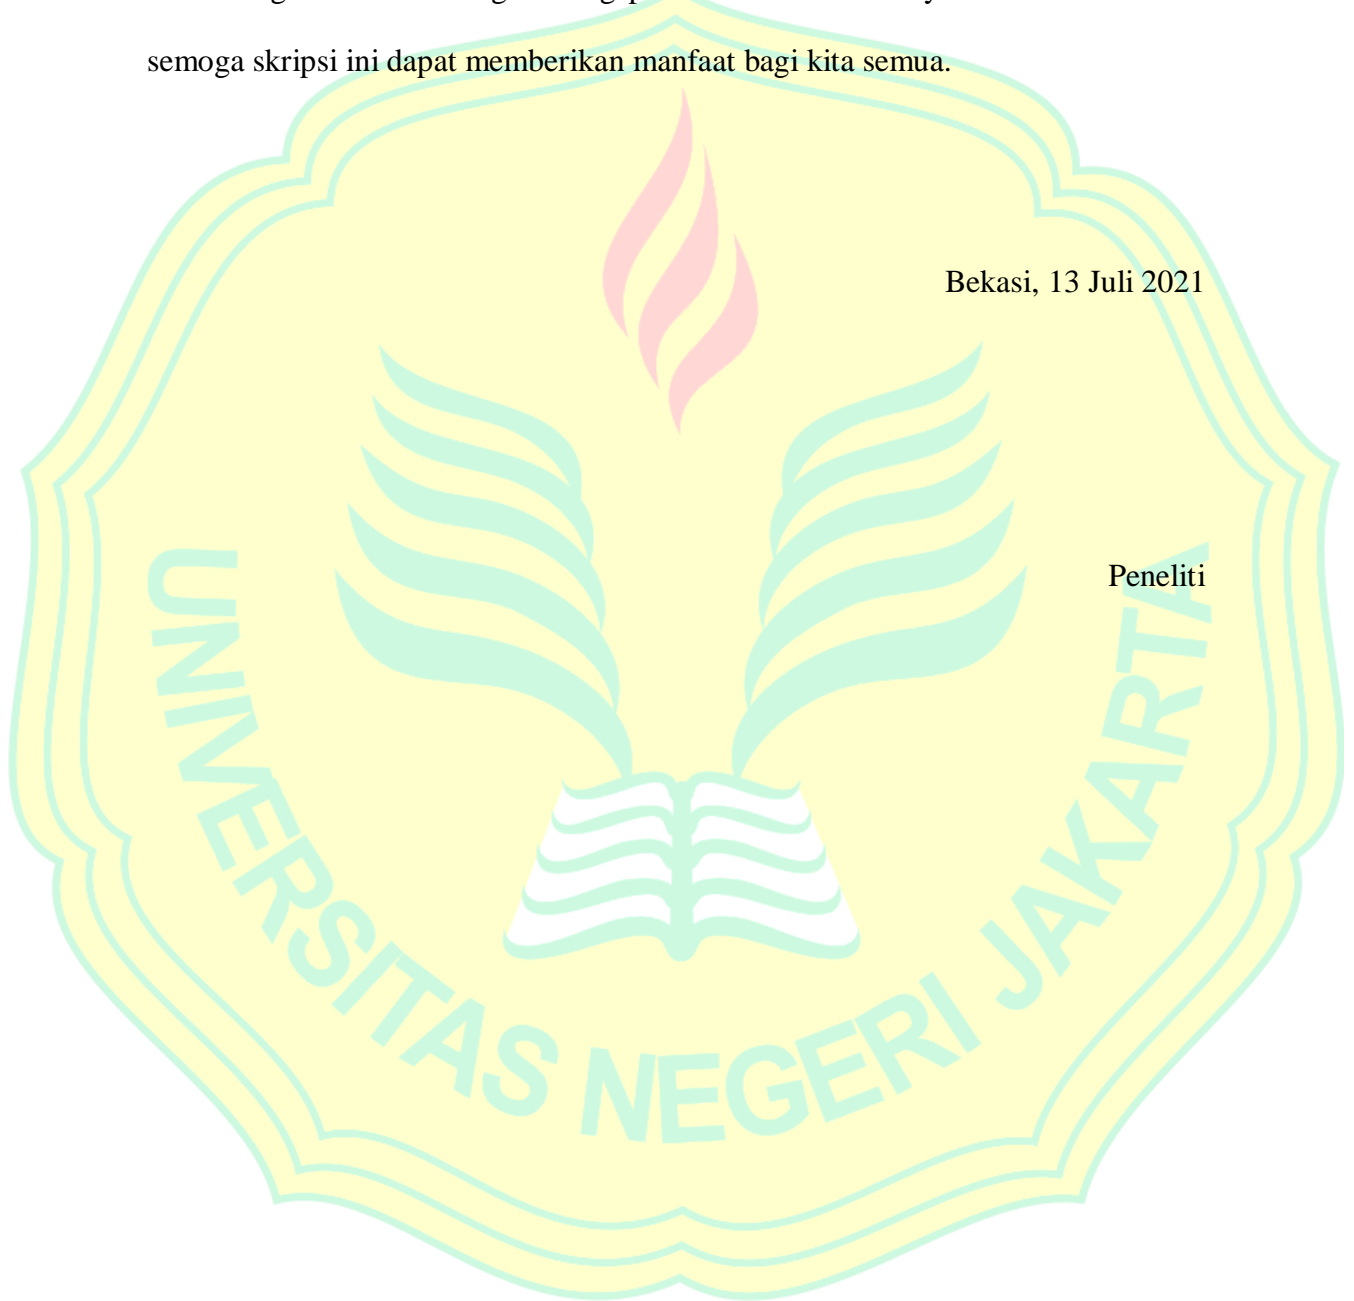 semoga skripsi ini dapat memberikan manfaat bagi kita semua.
Bekasi, 13 Juli 2021
Peneliti
UNIVERSITAS NEGERI JAKARTA